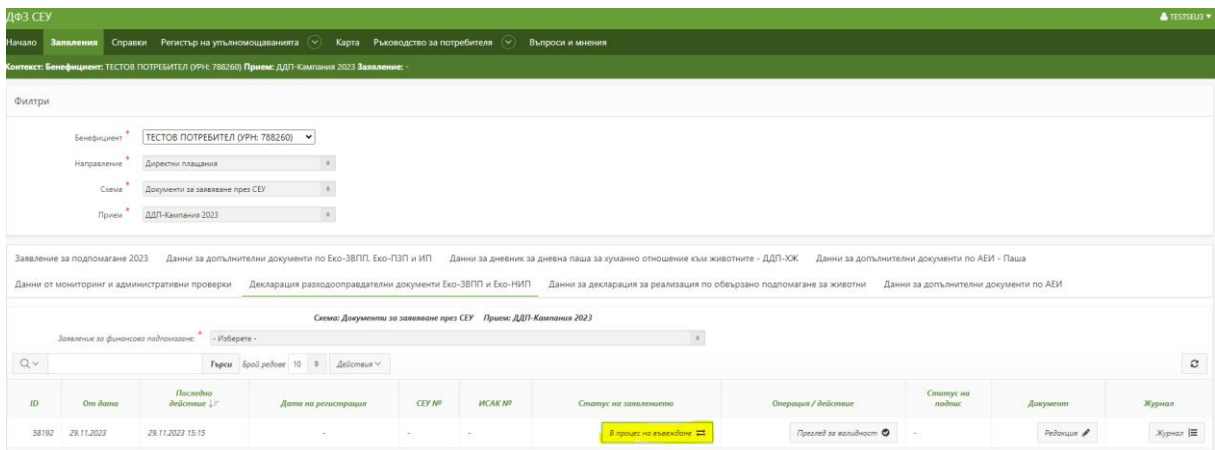 ДФЗ СЕУ
TESTSEU3
Начало Заявления Справки Регистър на упълномощаванията Карта Ръководство за потребителя Въпроси и мнения
Контекст: Бенефициент: ТЕСТОВ ПОТРЕБИТЕЛ (УРН: 788260) Прием: ДДП-Кампания 2023 Заявление: -
Филтри
Бенефициент * ТЕСТОВ ПОТРЕБИТЕЛ (УРН: 788260)
Направление * Директни плащания
Схема * Документи за заявяване през СЕУ
Прием * ДДП-Кампания 2023
Заявление за подпомагане 2023 Данни за допълнителни документи по Еко-ЗВПП, Еко-ПЗП и ИП Данни за дневник за дневна паша за хуманно отношение към животните - ДДП-ХЖ Данни за допълнителни документи по АЕИ - Паша
Данни от мониторинг и административни проверки Декларация разходооправдателни документи Еко-ЗВПП и Еко-НИП Данни за декларация за реализация по обвързано подпомагане за животни Данни за допълнителни документи по АЕИ
Схема: Документи за заявяване през СЕУ Прием: ДДП-Кампания 2023
Заявление за финансово подпомагане: * - Изберете -
Търси Брой редове 10 Действия
ID От дата Последно действие Дата на регистрация СЕУ № ИСАК № Статус на заявлението Операция / действие Статус на подпис Документ Журнал
58192 29.11.2023 29.11.2023 15:15 - - - В процес на въвеждане Преглед за валидност - Редакция Журнал